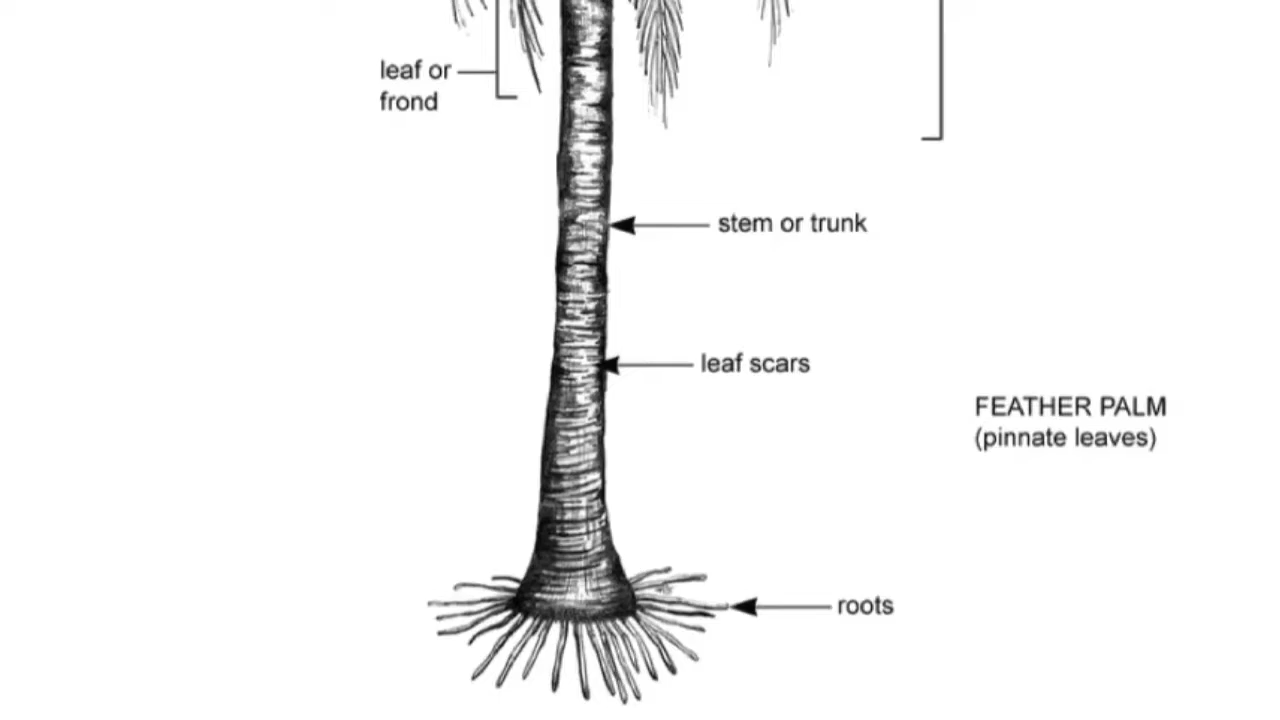 leaf or
frond
stem or trunk
leaf scars
FEATHER PALM
(pinnate leaves)
roots